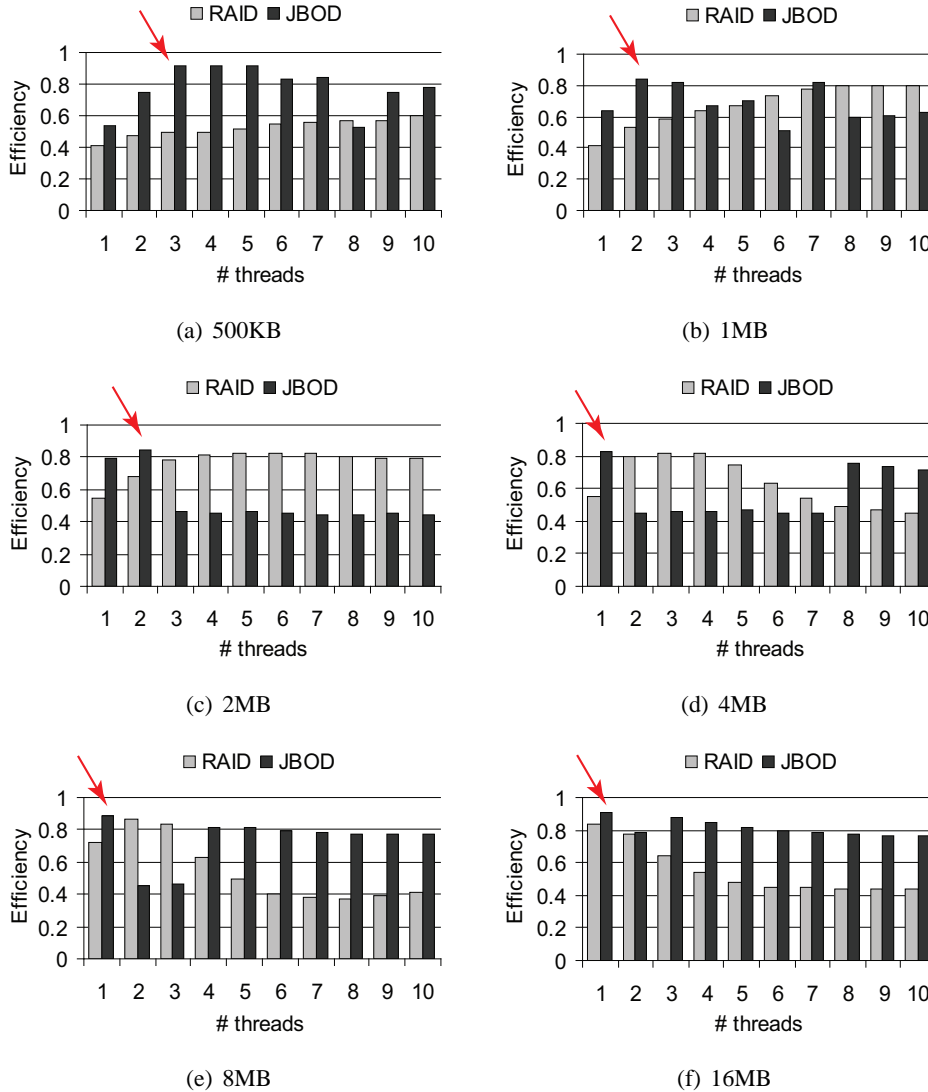 RAID JBOD
Efficiency
1
0.8
0.6
0.4
0.2
0
1 2 3 4 5 6 7 8 9 10
# threads
(a) 500KB
RAID JBOD
Efficiency
1
0.8
0.6
0.4
0.2
0
1 2 3 4 5 6 7 8 9 10
# threads
(b) 1MB
RAID JBOD
Efficiency
1
0.8
0.6
0.4
0.2
0
1 2 3 4 5 6 7 8 9 10
# threads
(c) 2MB
RAID JBOD
Efficiency
1
0.8
0.6
0.4
0.2
0
1 2 3 4 5 6 7 8 9 10
# threads
(d) 4MB
RAID JBOD
Efficiency
1
0.8
0.6
0.4
0.2
0
1 2 3 4 5 6 7 8 9 10
# threads
(e) 8MB
RAID JBOD
Efficiency
1
0.8
0.6
0.4
0.2
0
1 2 3 4 5 6 7 8 9 10
# threads
(f) 16MB